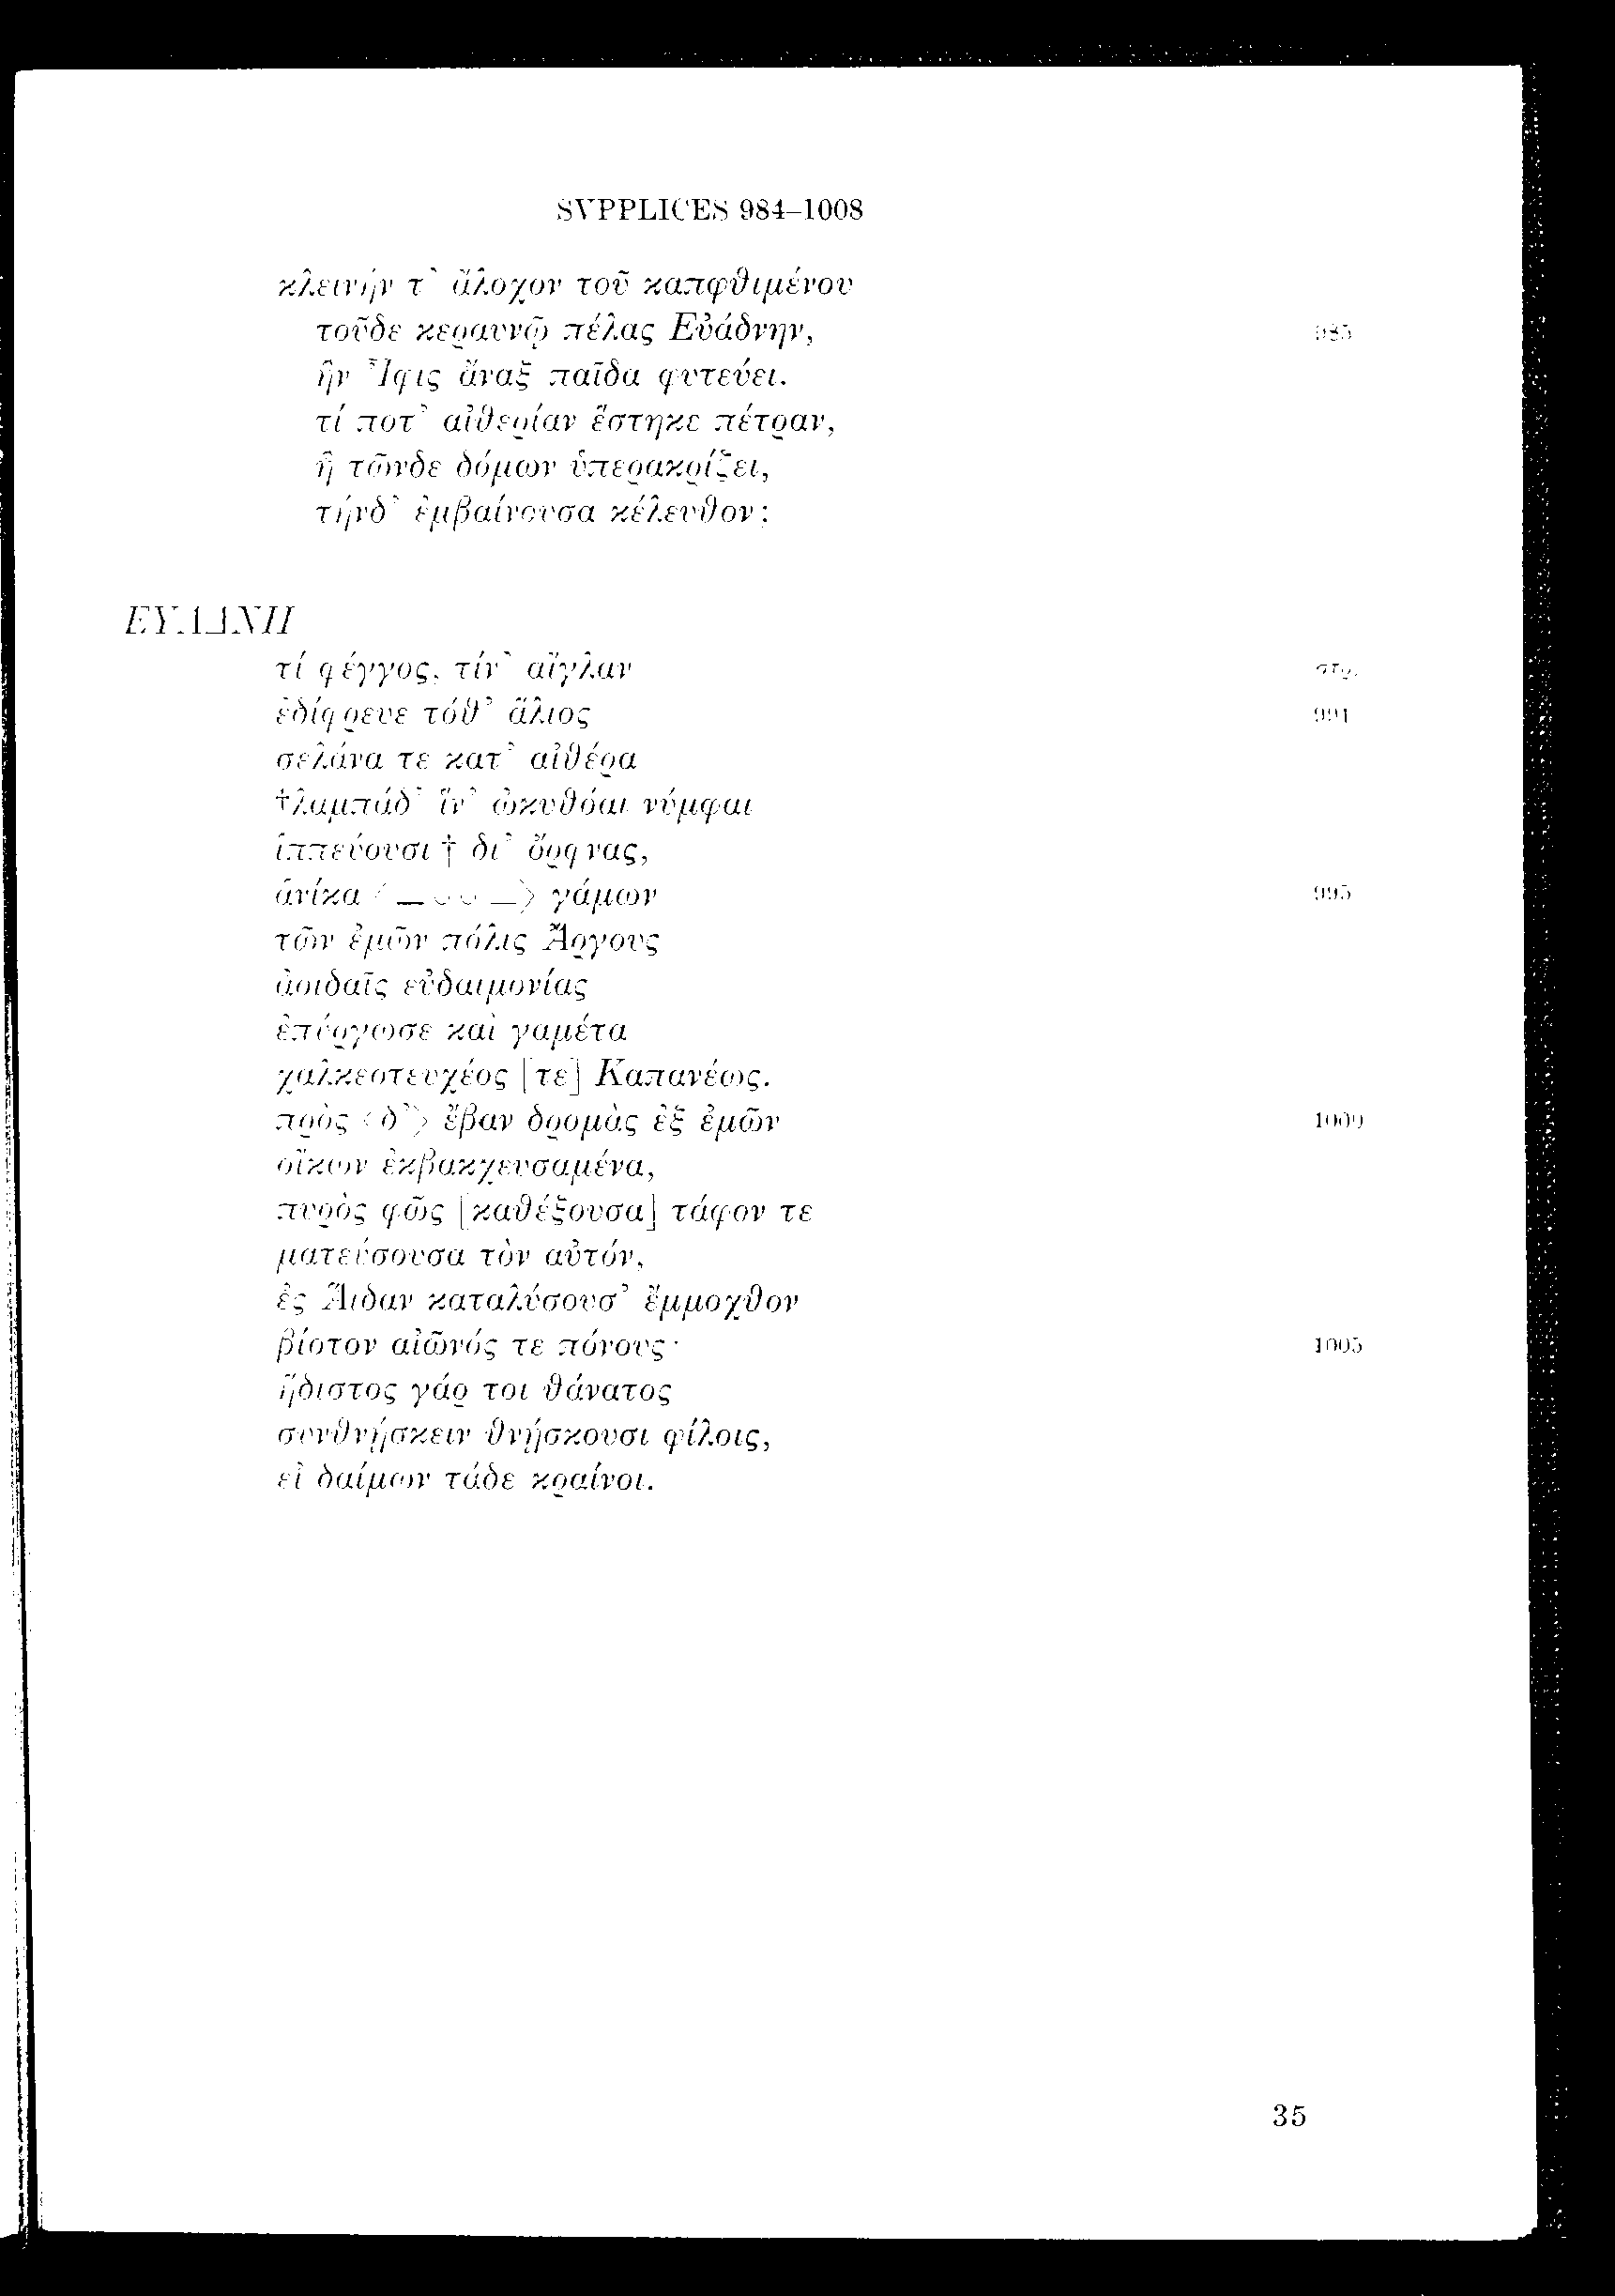 SVPPLICES 984–1008
κλεινήν τ᾽ ἄλοχον τοῦ καπφθιμένου
τοῦδε κεραυνῷ πέλας Εὐάδνην, 985
ἣν Ἶφις ἄναξ παῖδα φυτεύει.
τί ποτ᾽ αἰθερίαν ἕστηκε πέτραν,
ἣ τῶνδε δόμων ὑπερακρίζει,
τήνδ᾽ ἐμβαίνουσα κέλευθον;
ΕΥΑΔΝΗ
τί φέγγος, τίν᾽ αἴγλαν στρ.
ἐδίφρευε τόθ᾽ ἅλιος 991
σελάνα τε κατ᾽ αἰθέρα
†λαμπάδ᾽ ἵν᾽ ὠκυθόαι νύμφαι
ἱππεύουσι† δι᾽ ὄρφνας,
ἁνίκα ⟨ – ⏑ ⏑ – ⟩ γάμων 995
τῶν ἐμῶν πόλις Ἄργους
ἀοιδαῖς εὐδαιμονίας
ἐπύργωσε καὶ γαμέτα
χαλκεοτευχέος [τε] Καπανέως.
πρὸς ⟨δ᾽⟩ ἔβαν δρομὰς ἐξ ἐμῶν 1000
οἴκων ἐκβακχευσαμένα,
πυρὸς φῶς [καθέξουσα] τάφον τε
ματεύσουσα τὸν αὐτόν,
ἐς Ἅιδαν καταλύσουσ᾽ ἔμμοχθον
βίοτον αἰῶνός τε πόνους· 1005
ἥδιστος γάρ τοι θάνατος
συνθνῄσκειν θνῄσκουσι φίλοις,
εἰ δαίμων τάδε κραίνοι.
35